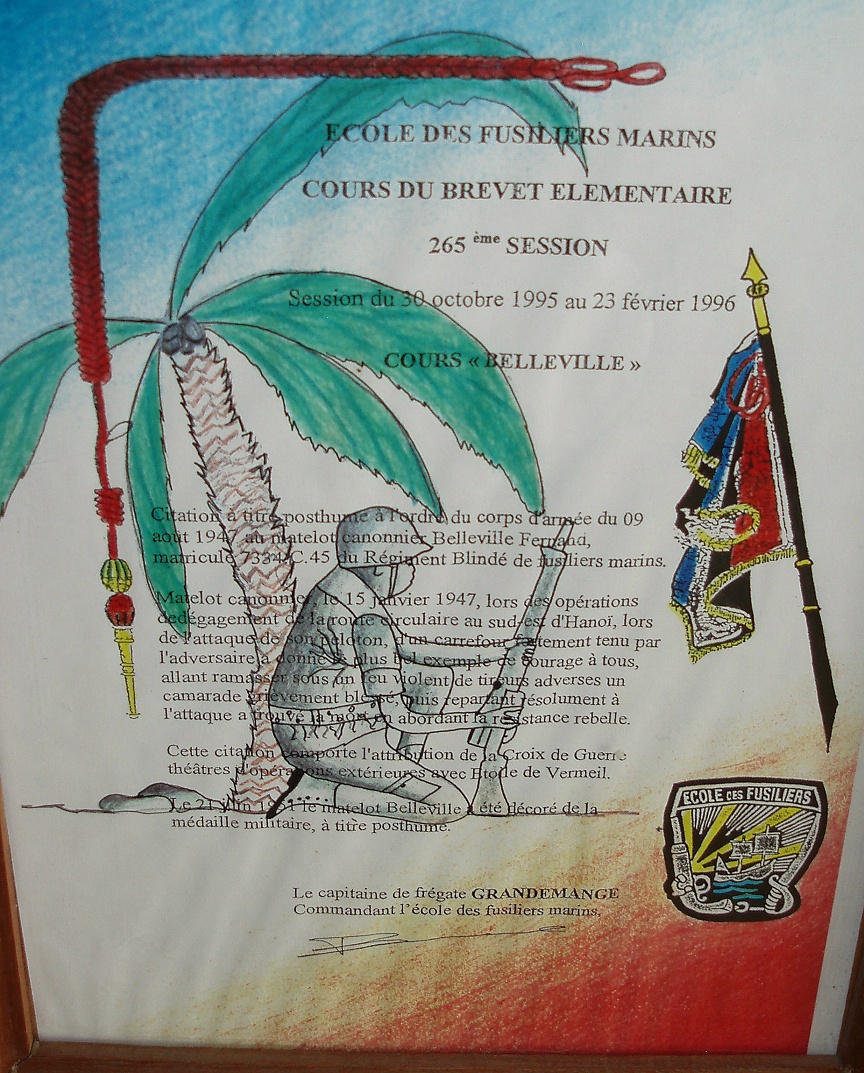 ECOLE DES FUSILIERS MARINS
COURS DU BREVET ELEMENTAIRE
265 ème SESSION
Session du 30 octobre 1995 au 23 février 1996
COURS « BELLEVILLE »
Citation à titre posthume à l'ordre du corps d'armée du 09
août 1947 au matelot canonnier Belleville Fernand,
matricule 7334.C.45 du Régiment Blindé de fusiliers marins.
Matelot canonnier, le 15 janvier 1947, lors des opérations
dedégagement de la route circulaire au sud-est d'Hanoï, lors
de l'attaque de son peloton, d'un carrefour fortement tenu par
l'adversaire a donné le plus bel exemple de courage à tous,
allant ramasser sous un feu violent de tireurs adverses un
camarade grièvement blessé, puis repartant résolument à
l'attaque a trouvé la mort en abordant la résistance rebelle.
Cette citation comporte l'attribution de la Croix de Guerre
théâtres d'opérations extérieures avec Etoile de Vermeil.
Le 21 juin le matelot Belleville a été décoré de la
médaille militaire, à titre posthume.
Le capitaine de frégate GRANDEMANGE
Commandant l'école des fusiliers marins.
ECOLE DES FUSILIERS